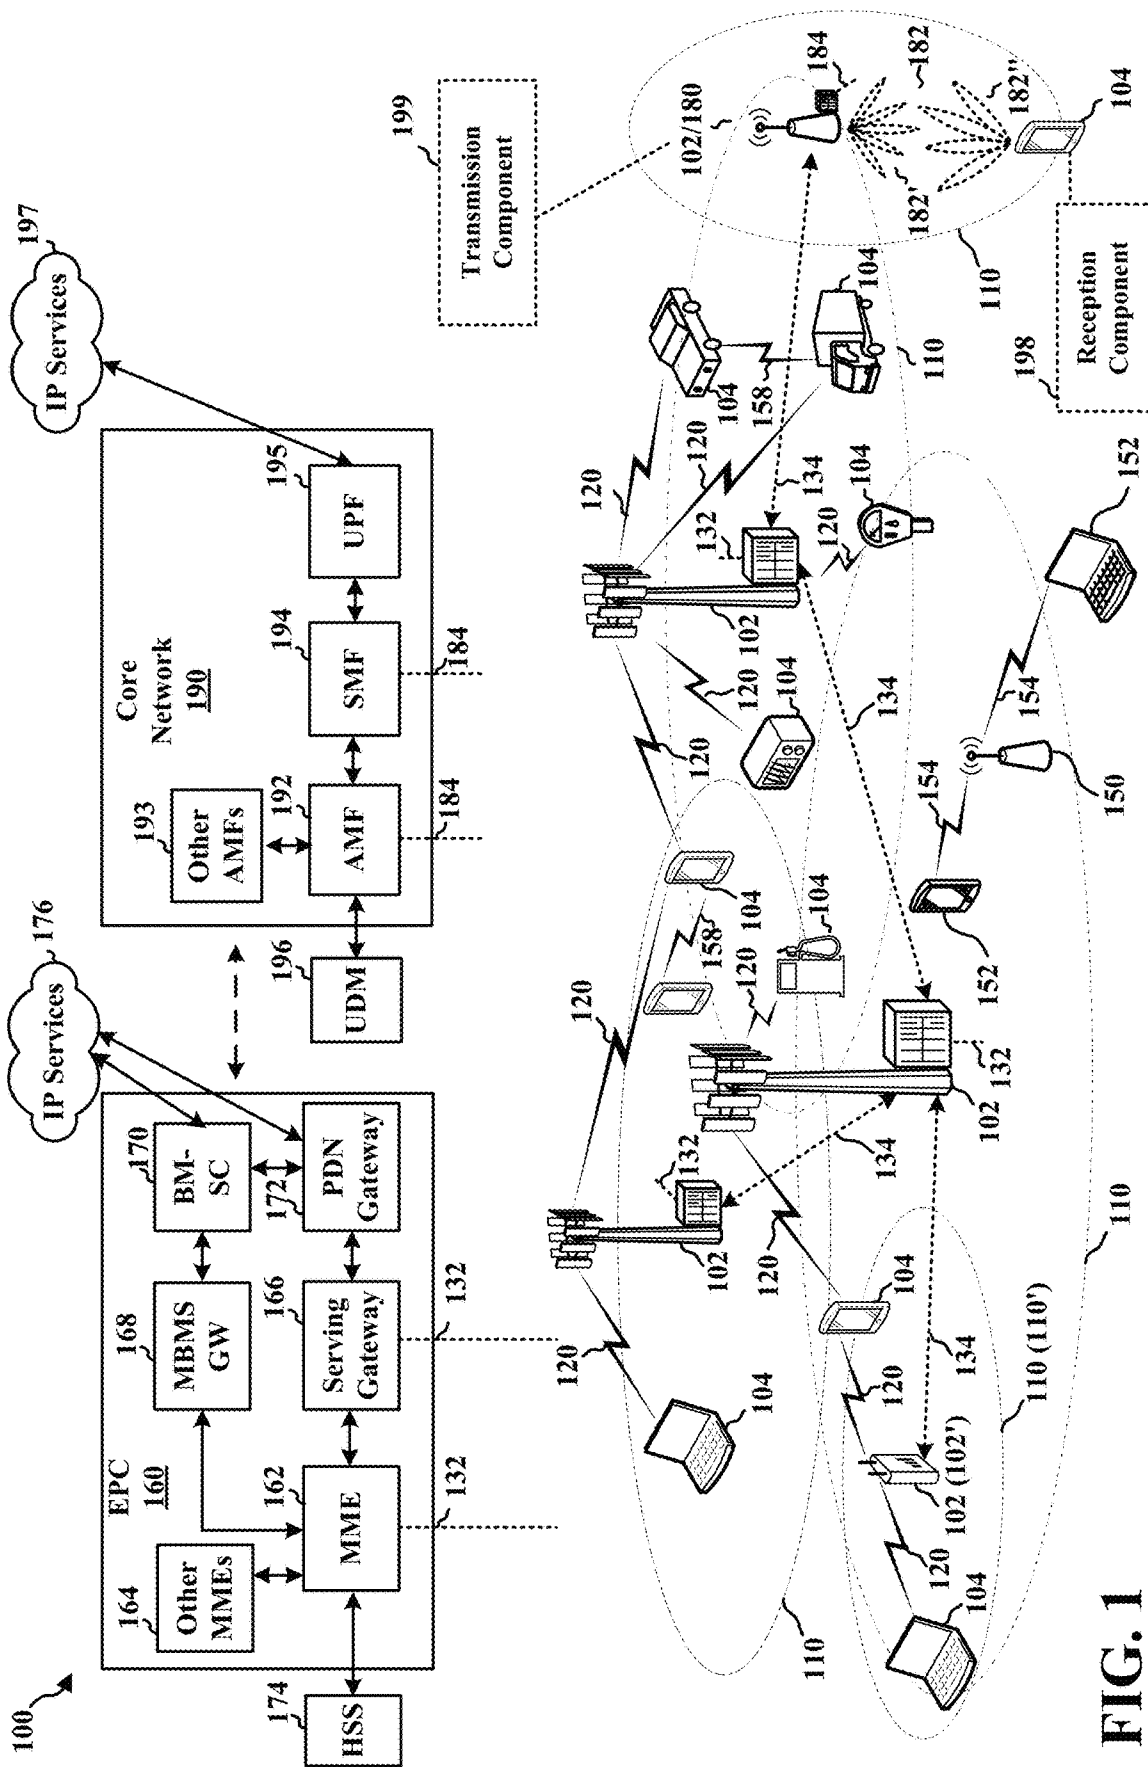 100
EPC
160
174
HSS
164
Other
MMEs
162
MME
132
168
MBMS
GW
166
Serving
Gateway
132
170
BM-
SC
172
PDN
Gateway
176
IP Services
196
UDM
Core
Network
190
193
Other
AMFs
192
AMF
184
194
SMF
184
195
UPF
197
IP Services
199
Transmission
Component
102/180
184
182
182'
182"
104
110
198
Reception
Component
120
104
158
104
110
120
134
132
102
120
104
120
104
120
134
120
104
158
120
104
132
102
134
132
102
120
104
110
120
104
120
102 (102')
134
120
104
110 (110')
110
152
154
150
154
152
FIG. 1